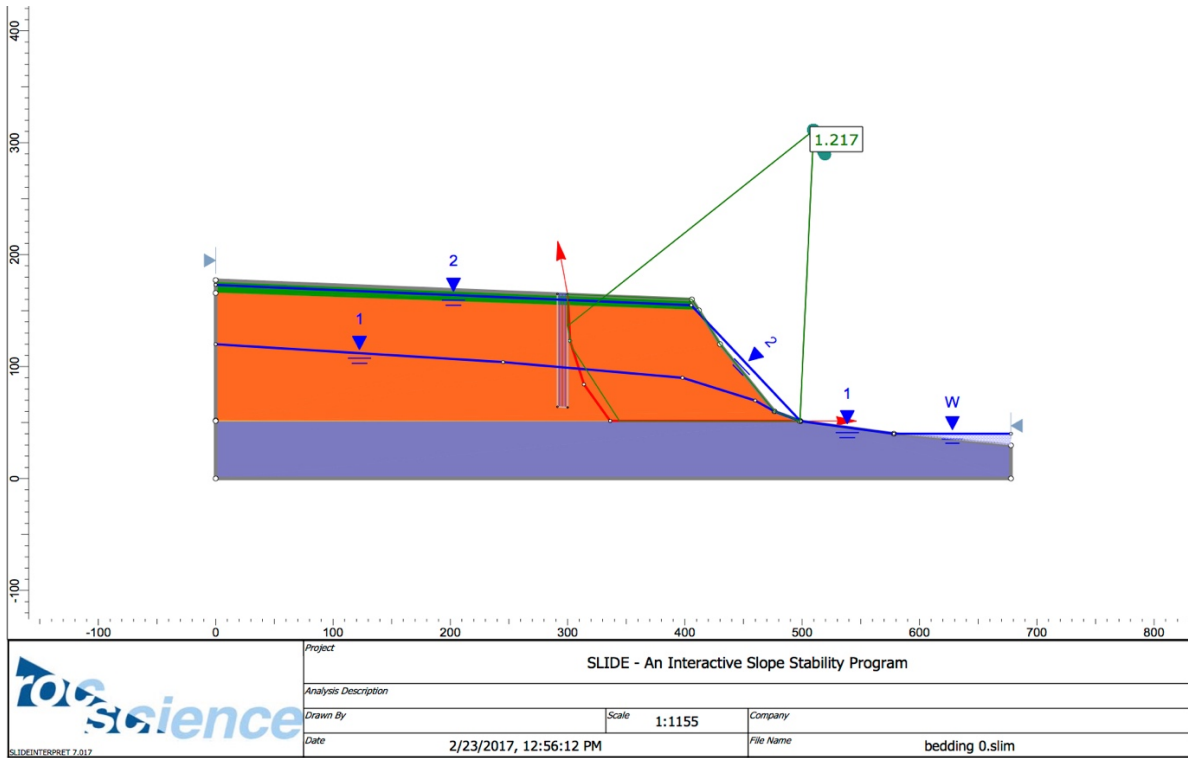 400
300
200
100
0
-100
1.217
2
1
2
1
W
-100 0 100 200 300 400 500 600 700 800
rocscience
SLIDEINTERPRET 7.017
Project
SLIDE - An Interactive Slope Stability Program
Analysis Description
Drawn By
Scale 1:1155
Company
Date 2/23/2017, 12:56:12 PM
File Name bedding 0.slim